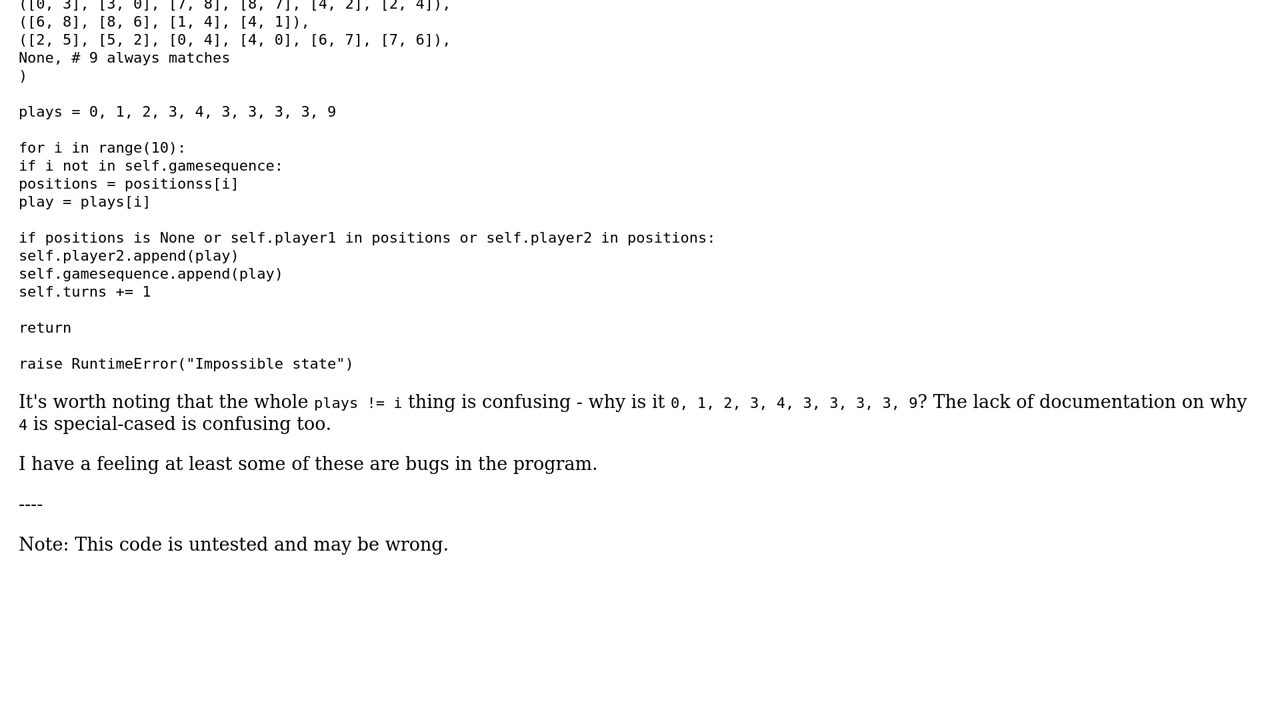 ([0, 3], [3, 0], [7, 8], [8, 7], [4, 2], [2, 4]),
([6, 8], [8, 6], [1, 4], [4, 1]),
([2, 5], [5, 2], [0, 4], [4, 0], [6, 7], [7, 6]),
None, # 9 always matches
)
plays = 0, 1, 2, 3, 4, 3, 3, 3, 3, 9
for i in range(10):
if i not in self.gamesequence:
positions = positionss[i]
play = plays[i]
if positions is None or self.player1 in positions or self.player2 in positions:
self.player2.append(play)
self.gamesequence.append(play)
self.turns += 1
return
raise RuntimeError("Impossible state")
It's worth noting that the whole plays != i thing is confusing - why is it 0, 1, 2, 3, 4, 3, 3, 3, 3, 9? The lack of documentation on why
4 is special-cased is confusing too.
I have a feeling at least some of these are bugs in the program.
----
Note: This code is untested and may be wrong.